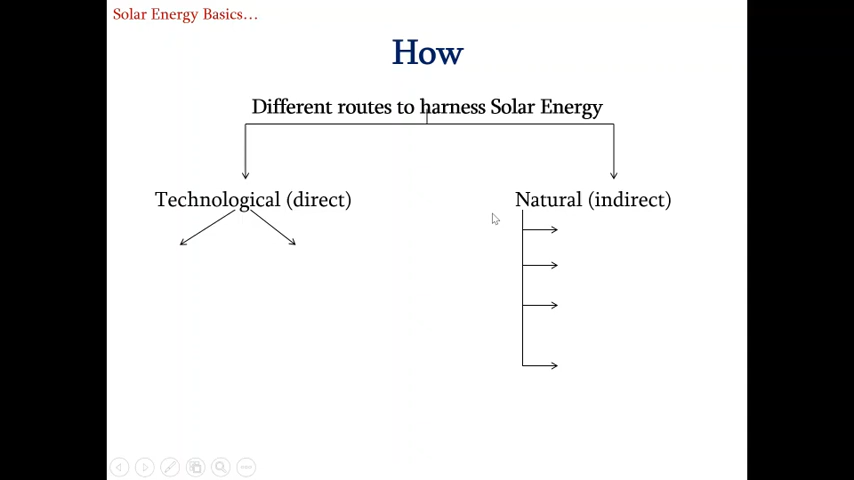 Solar Energy Basics…
How
Different routes to harness Solar Energy
Technological (direct)
Natural (indirect)